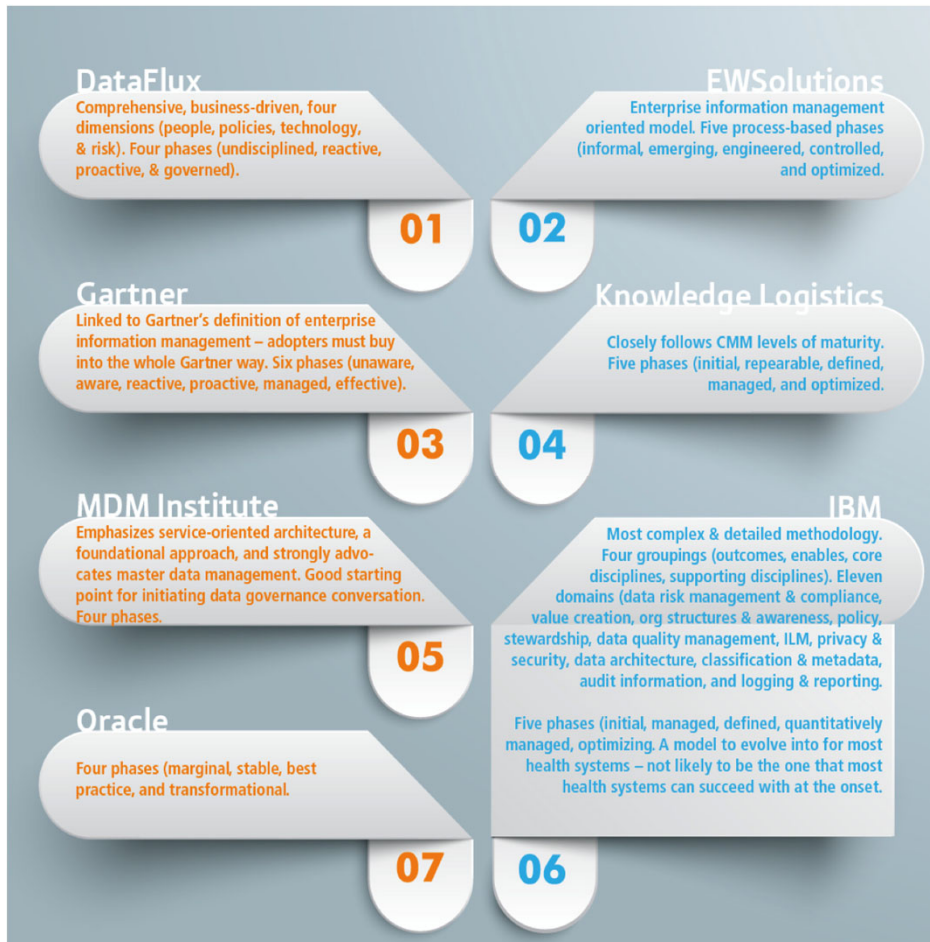 DataFlux
Comprehensive, business-driven, four
dimensions (people, policies, technology,
& risk). Four phases (undisciplined, reactive,
proactive, & governed).
01
EWSolutions
Enterprise information management
oriented model. Five process-based phases
(informal, emerging, engineered, controlled,
and optimized.
02
Gartner
Linked to Gartner's definition of enterprise
information management – adopters must buy
into the whole Gartner way. Six phases (unaware,
aware, reactive, proactive, managed, effective).
03
Knowledge Logistics
Closely follows CMM levels of maturity.
Five phases (initial, repearable, defined,
managed, and optimized.
04
MDM Institute
Emphasizes service-oriented architecture, a
foundational approach, and strongly advo-
cates master data management. Good starting
point for initiating data governance conversation.
Four phases.
05
IBM
Most complex & detailed methodology.
Four groupings (outcomes, enables, core
disciplines, supporting disciplines). Eleven
domains (data risk management & compliance,
value creation, org structures & awareness, policy,
stewardship, data quality management, ILM, privacy &
security, data architecture, classification & metadata,
audit information, and logging & reporting.
Five phases (initial, managed, defined, quantitatively
managed, optimizing. A model to evolve into for most
health systems – not likely to be the one that most
health systems can succeed with at the onset.
06
Oracle
Four phases (marginal, stable, best
practice, and transformational.
07